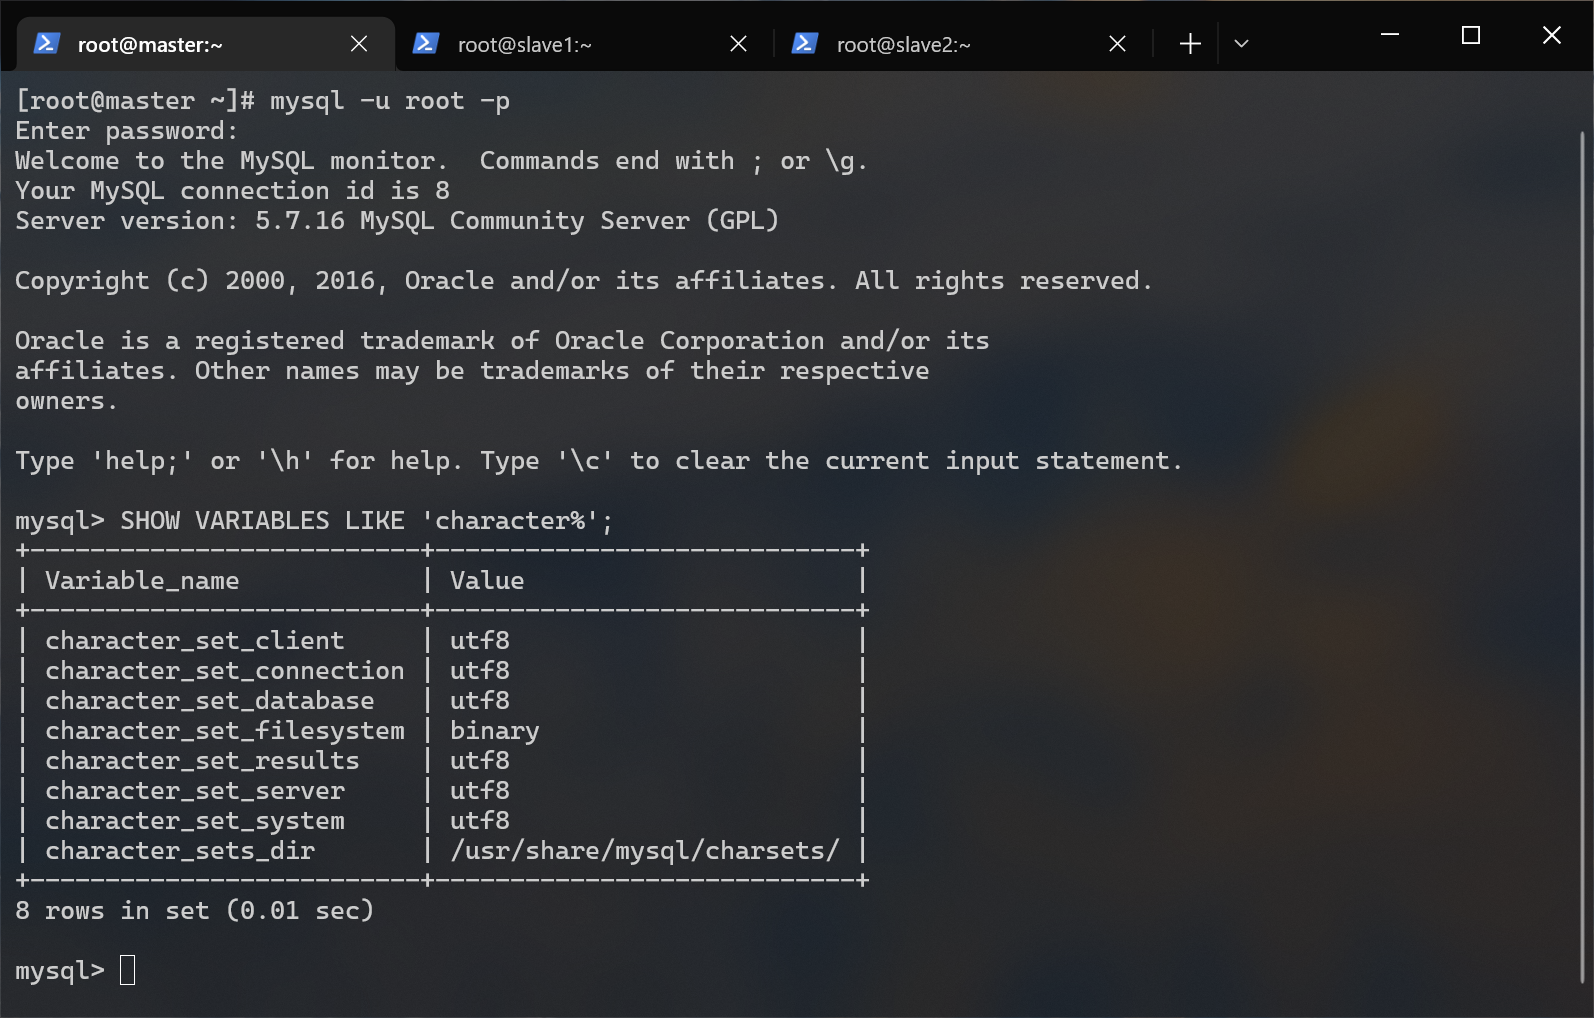 root@master:~
root@slave1:~
root@slave2:~
[root@master ~]# mysql -u root -p
Enter password:
Welcome to the MySQL monitor.  Commands end with ; or \g.
Your MySQL connection id is 8
Server version: 5.7.16 MySQL Community Server (GPL)
Copyright (c) 2000, 2016, Oracle and/or its affiliates. All rights reserved.
Oracle is a registered trademark of Oracle Corporation and/or its
affiliates. Other names may be trademarks of their respective
owners.
Type 'help;' or '\h' for help. Type '\c' to clear the current input statement.
mysql> SHOW VARIABLES LIKE 'character%';
+--------------------------+----------------------------+
| Variable_name            | Value                      |
+--------------------------+----------------------------+
| character_set_client     | utf8                       |
| character_set_connection | utf8                       |
| character_set_database   | utf8                       |
| character_set_filesystem | binary                     |
| character_set_results    | utf8                       |
| character_set_server     | utf8                       |
| character_set_system     | utf8                       |
| character_sets_dir       | /usr/share/mysql/charsets/ |
+--------------------------+----------------------------+
8 rows in set (0.01 sec)
mysql>